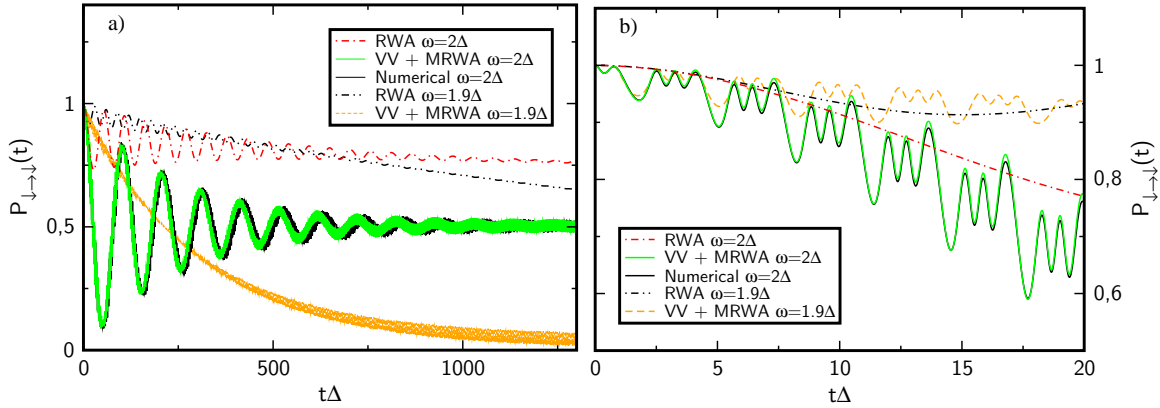 a)
RWA ω=2Δ
VV + MRWA ω=2Δ
Numerical ω=2Δ
RWA ω=1.9Δ
VV + MRWA ω=1.9Δ
1
0.5
0
P↓→↓(t)
0 500 1000
tΔ
b)
RWA ω=2Δ
VV + MRWA ω=2Δ
Numerical ω=2Δ
RWA ω=1.9Δ
VV + MRWA ω=1.9Δ
1
0,8
0,6
P↓→↓(t)
0 5 10 15 20
tΔ